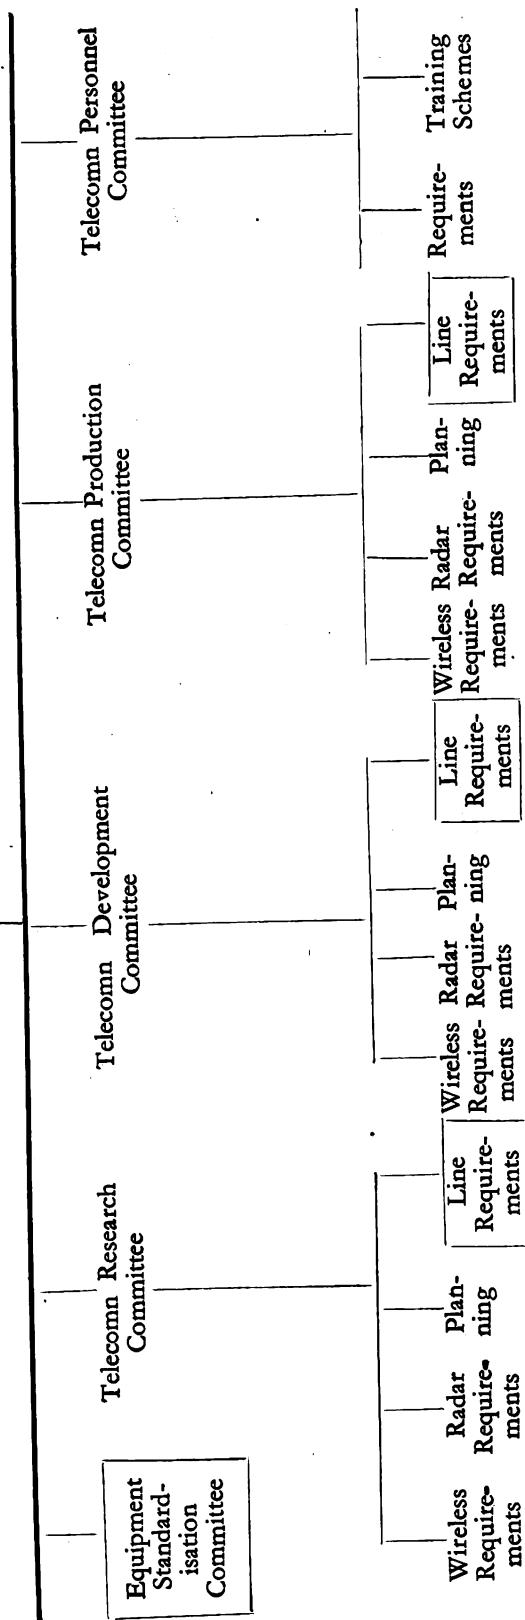 Equipment
Standard-
isation
Committee
Telecomn Research
Committee
Telecomn Development
Committee
Telecomn Production
Committee
Telecomn Personnel
Committee
Wireless
Require-
ments
Radar
Require-
ments
Plan-
ning
Line
Require-
ments
Wireless
Require-
ments
Radar
Require-
ments
Plan-
ning
Line
Require-
ments
Wireless
Require-
ments
Radar
Require-
ments
Plan-
ning
Line
Require-
ments
Require-
ments
Training
Schemes